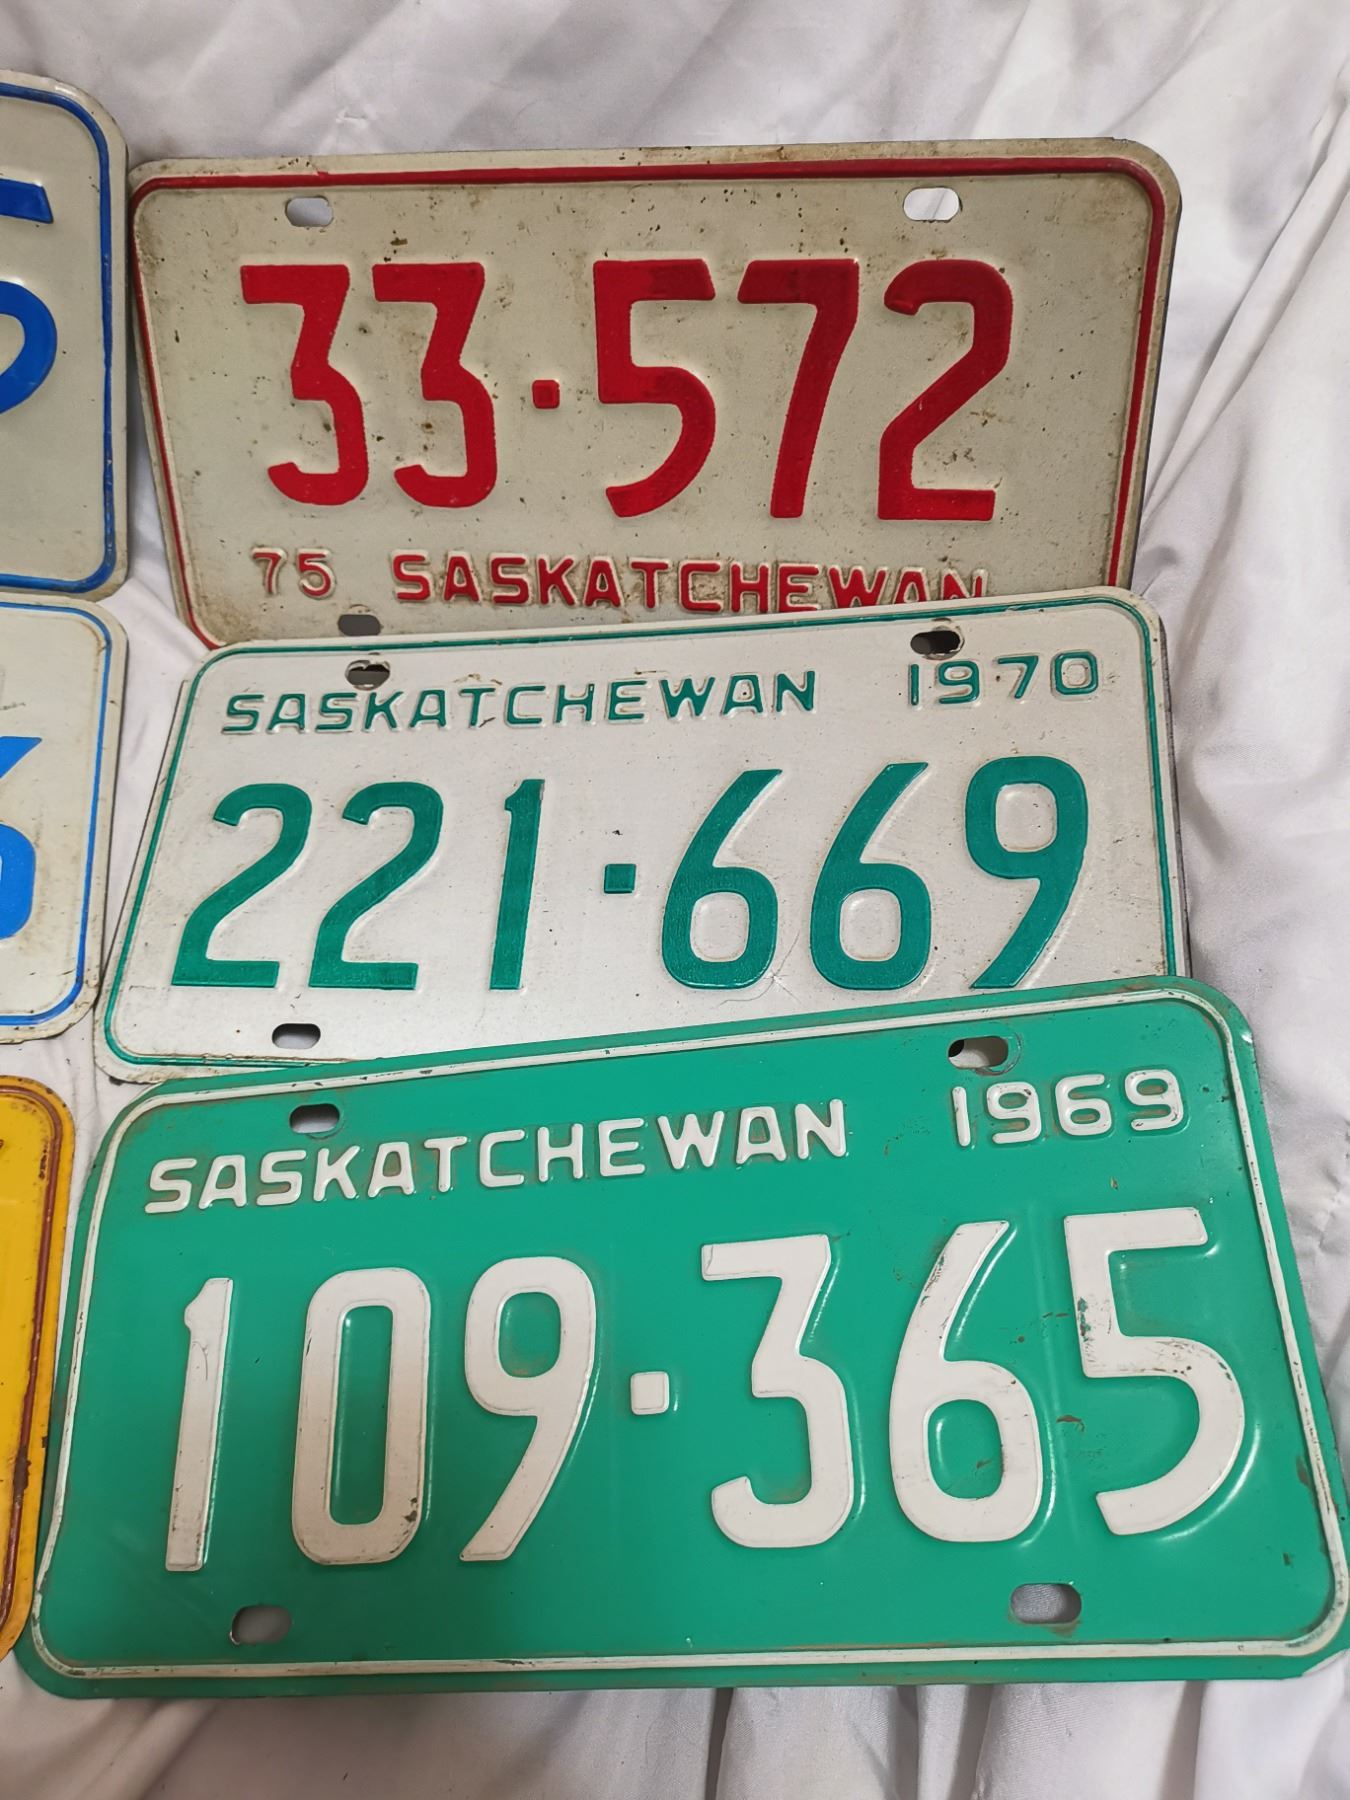 33·572
75 SASKATCHEWAN
SASKATCHEWAN 1970
221·669
SASKATCHEWAN 1969
109·365